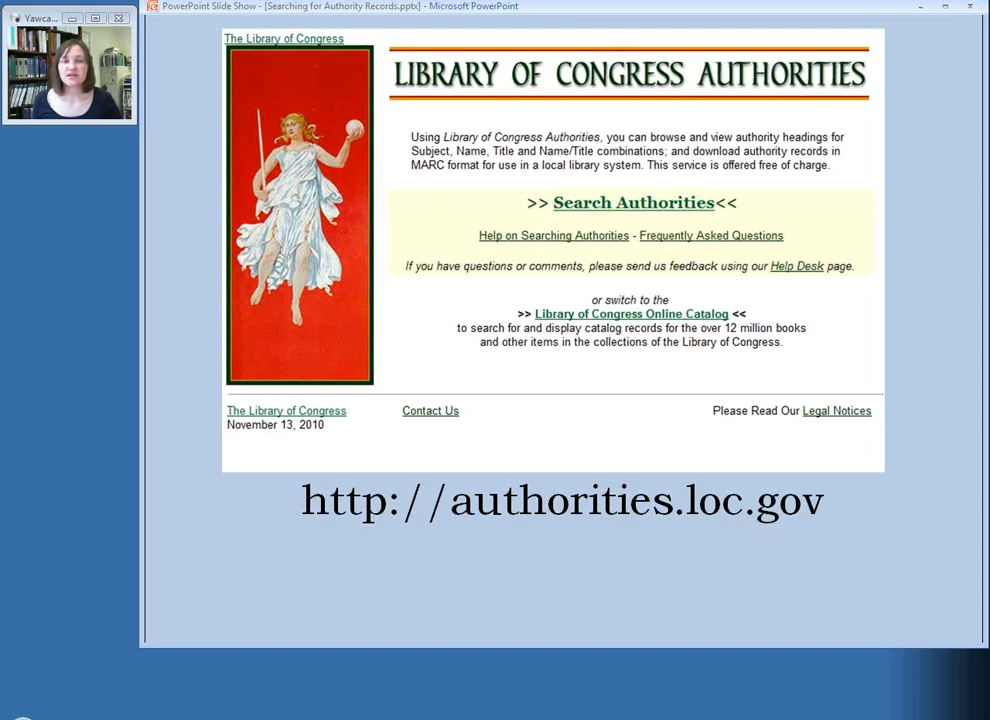 Yawca...
PowerPoint Slide Show - [Searching for Authority Records.pptx] - Microsoft PowerPoint
The Library of Congress
LIBRARY OF CONGRESS AUTHORITIES
Using Library of Congress Authorities, you can browse and view authority headings for
Subject, Name, Title and Name/Title combinations; and download authority records in
MARC format for use in a local library system. This service is offered free of charge.
>> Search Authorities<<
Help on Searching Authorities - Frequently Asked Questions
If you have questions or comments, please send us feedback using our Help Desk page.
or switch to the
>> Library of Congress Online Catalog <<
to search for and display catalog records for the over 12 million books
and other items in the collections of the Library of Congress.
The Library of Congress Contact Us Please Read Our Legal Notices
November 13, 2010
http://authorities.loc.gov